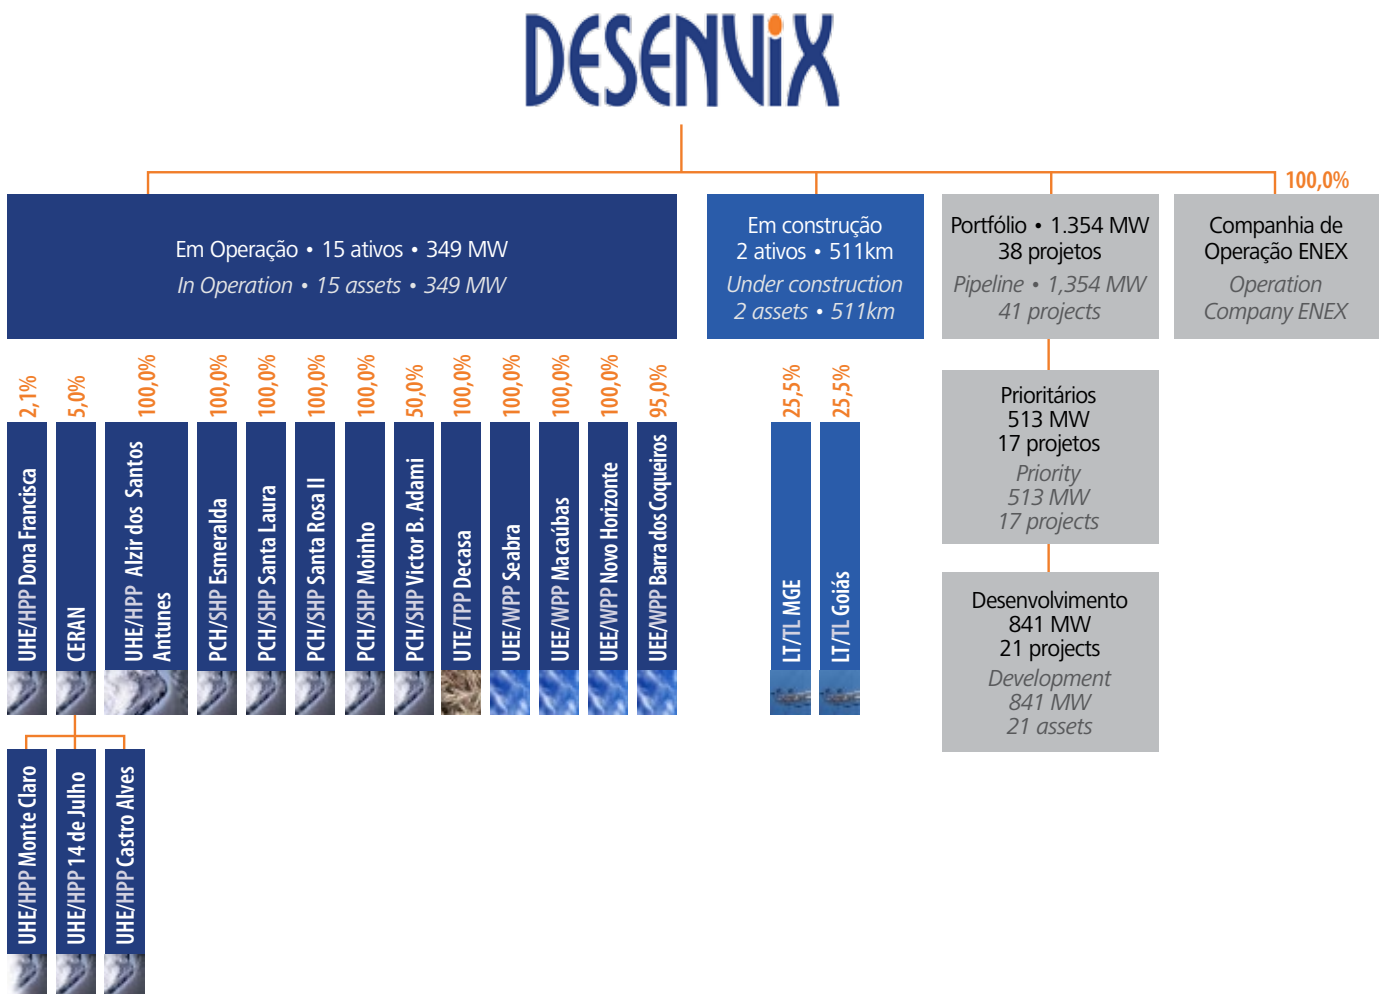 DESENVIX
100,0%
Em Operação • 15 ativos • 349 MW
In Operation • 15 assets • 349 MW
Em construção
2 ativos • 511km
Under construction
2 assets • 511km
Portfólio • 1.354 MW
38 projetos
Pipeline • 1,354 MW
41 projects
Companhia de
Operação ENEX
Operation
Company ENEX
2,1%
5,0%
100,0%
100,0%
100,0%
100,0%
100,0%
50,0%
100,0%
100,0%
100,0%
100,0%
95,0%
25,5%
25,5%
UHE/HPP Dona Francisca
CERAN
UHE/HPP Alzir dos Santos
Antunes
PCH/SHP Esmeralda
PCH/SHP Santa Laura
PCH/SHP Santa Rosa II
PCH/SHP Moinho
PCH/SHP Victor B. Adami
UTE/TPP Decasa
UEE/WPP Seabra
UEE/WPP Macaúbas
UEE/WPP Novo Horizonte
UEE/WPP Barra dos Coqueiros
LT/TL MGE
LT/TL Goiás
Prioritários
513 MW
17 projetos
Priority
513 MW
17 projects
Desenvolvimento
841 MW
21 projects
Development
841 MW
21 assets
UHE/HPP Monte Claro
UHE/HPP 14 de Julho
UHE/HPP Castro Alves